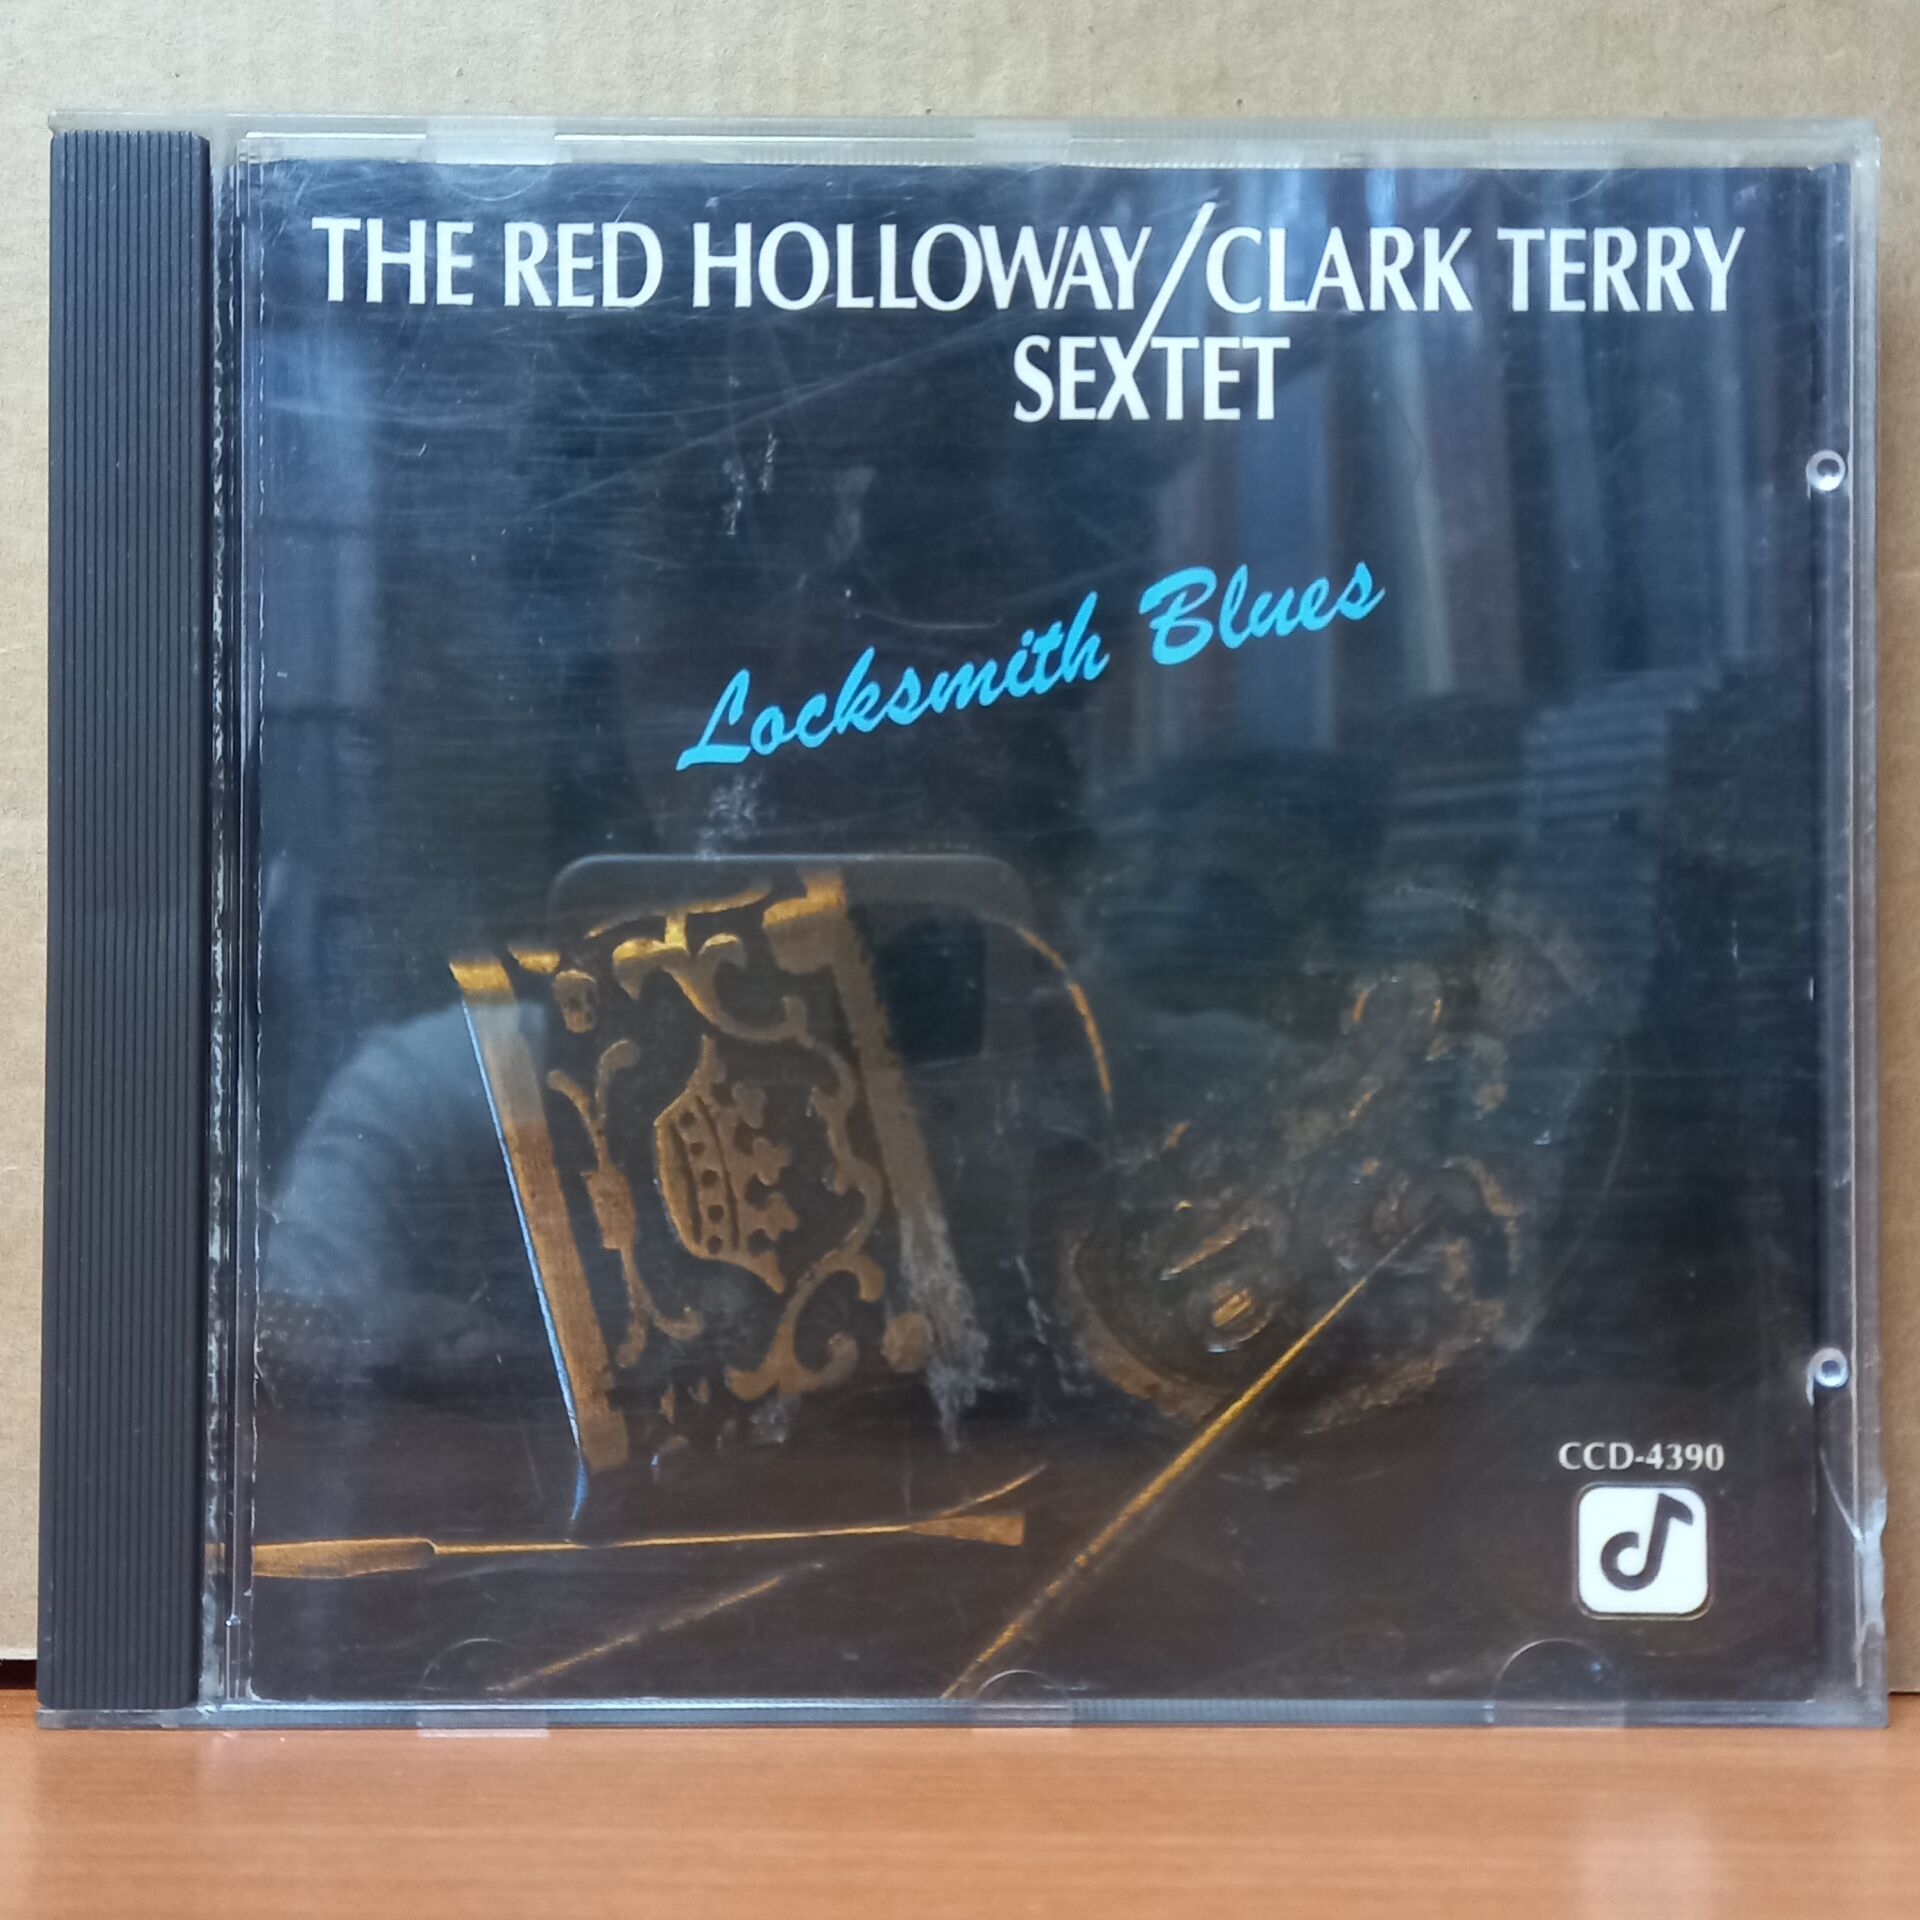 THE RED HOLLOWAY/CLARK TERRY
SEXTET
Locksmith Blues
CCD-4390